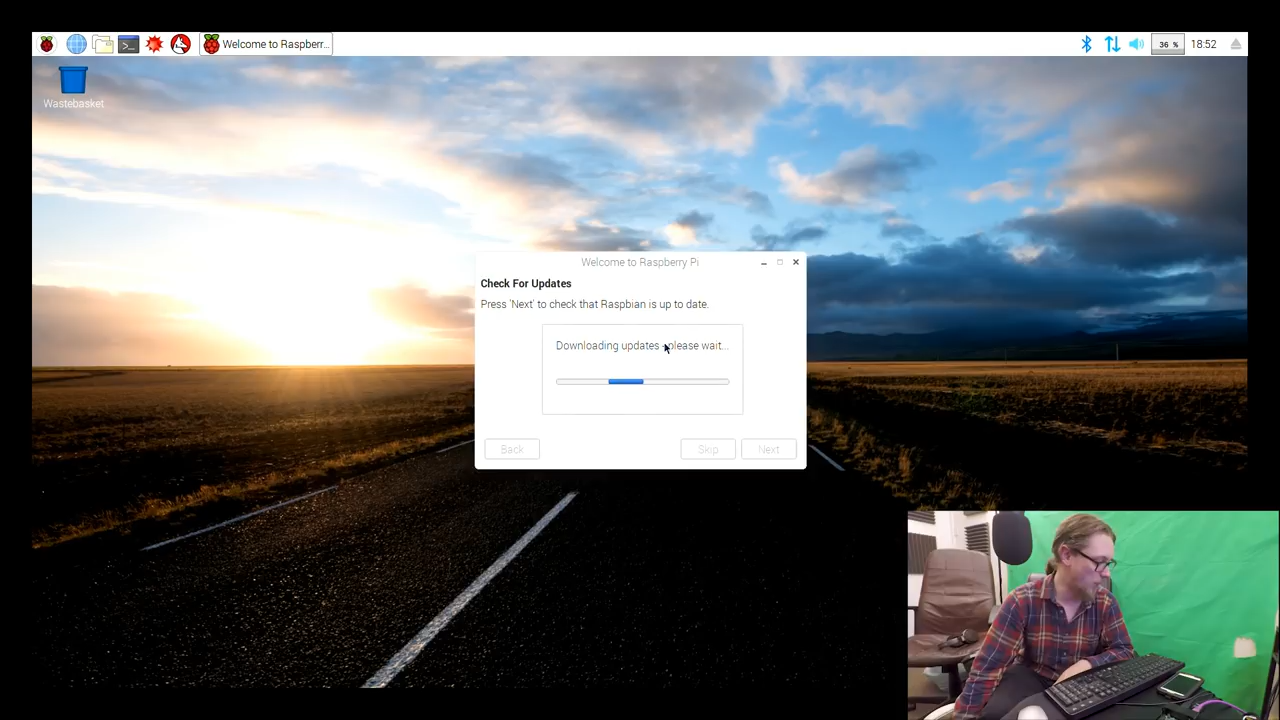 Welcome to Raspberr...
36 %
18:52
Wastebasket
Welcome to Raspberry Pi
Check For Updates
Press 'Next' to check that Raspbian is up to date.
Downloading updates - please wait...
Back
Skip
Next